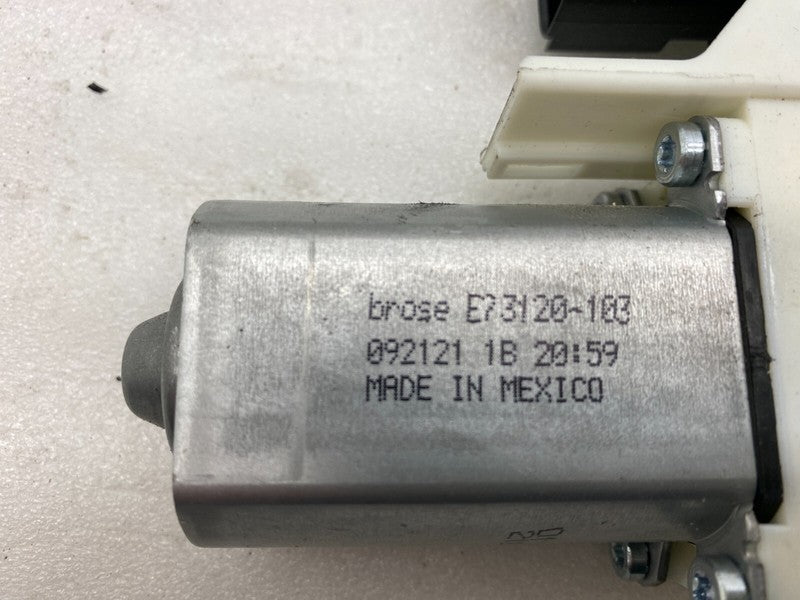 brose E73120-103
092121 1B 20:59
MADE IN MEXICO